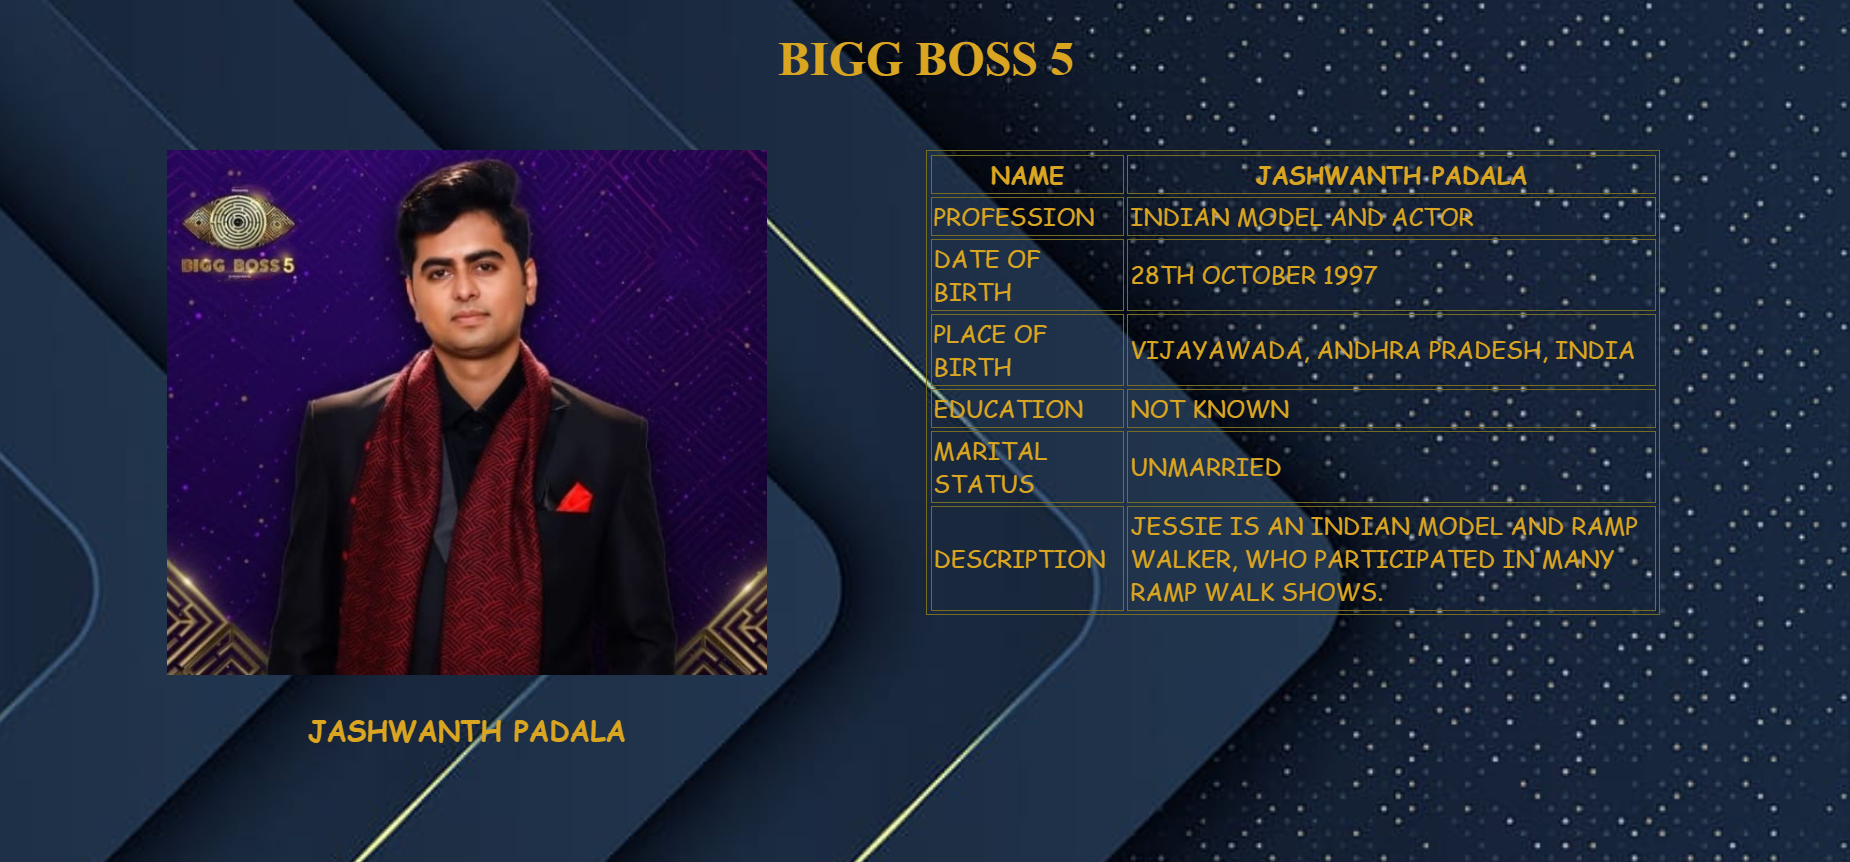 BIGG BOSS 5
BIGG BOSS 5
JASHWANTH PADALA
NAME JASHWANTH PADALA
PROFESSION INDIAN MODEL AND ACTOR
DATE OF
BIRTH
28TH OCTOBER 1997
PLACE OF
BIRTH
VIJAYAWADA, ANDHRA PRADESH, INDIA
EDUCATION NOT KNOWN
MARITAL
STATUS
UNMARRIED
DESCRIPTION
JESSIE IS AN INDIAN MODEL AND RAMP
WALKER, WHO PARTICIPATED IN MANY
RAMP WALK SHOWS.